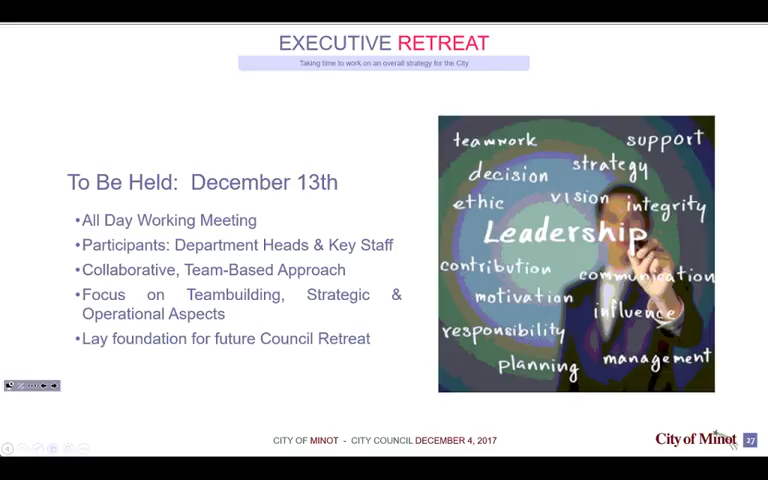 EXECUTIVE RETREAT
Taking time to work on an overall strategy for the City
To Be Held: December 13th
•All Day Working Meeting
•Participants: Department Heads & Key Staff
•Collaborative, Team-Based Approach
•Focus on Teambuilding, Strategic &
Operational Aspects
•Lay foundation for future Council Retreat
teamwork support
decision strategy
ethic vision integrity
Leadership
contribution communication
motivation influence
responsibility
planning management
CITY OF MINOT - CITY COUNCIL DECEMBER 4, 2017
City of Minot
27